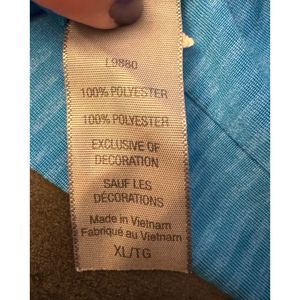 L9880
100% POLYESTER
100% POLYESTER
EXCLUSIVE OF
DECORATION
SAUF LES
DÉCORATIONS
Made in Vietnam
Fabriqué au Vietnam
XL/TG